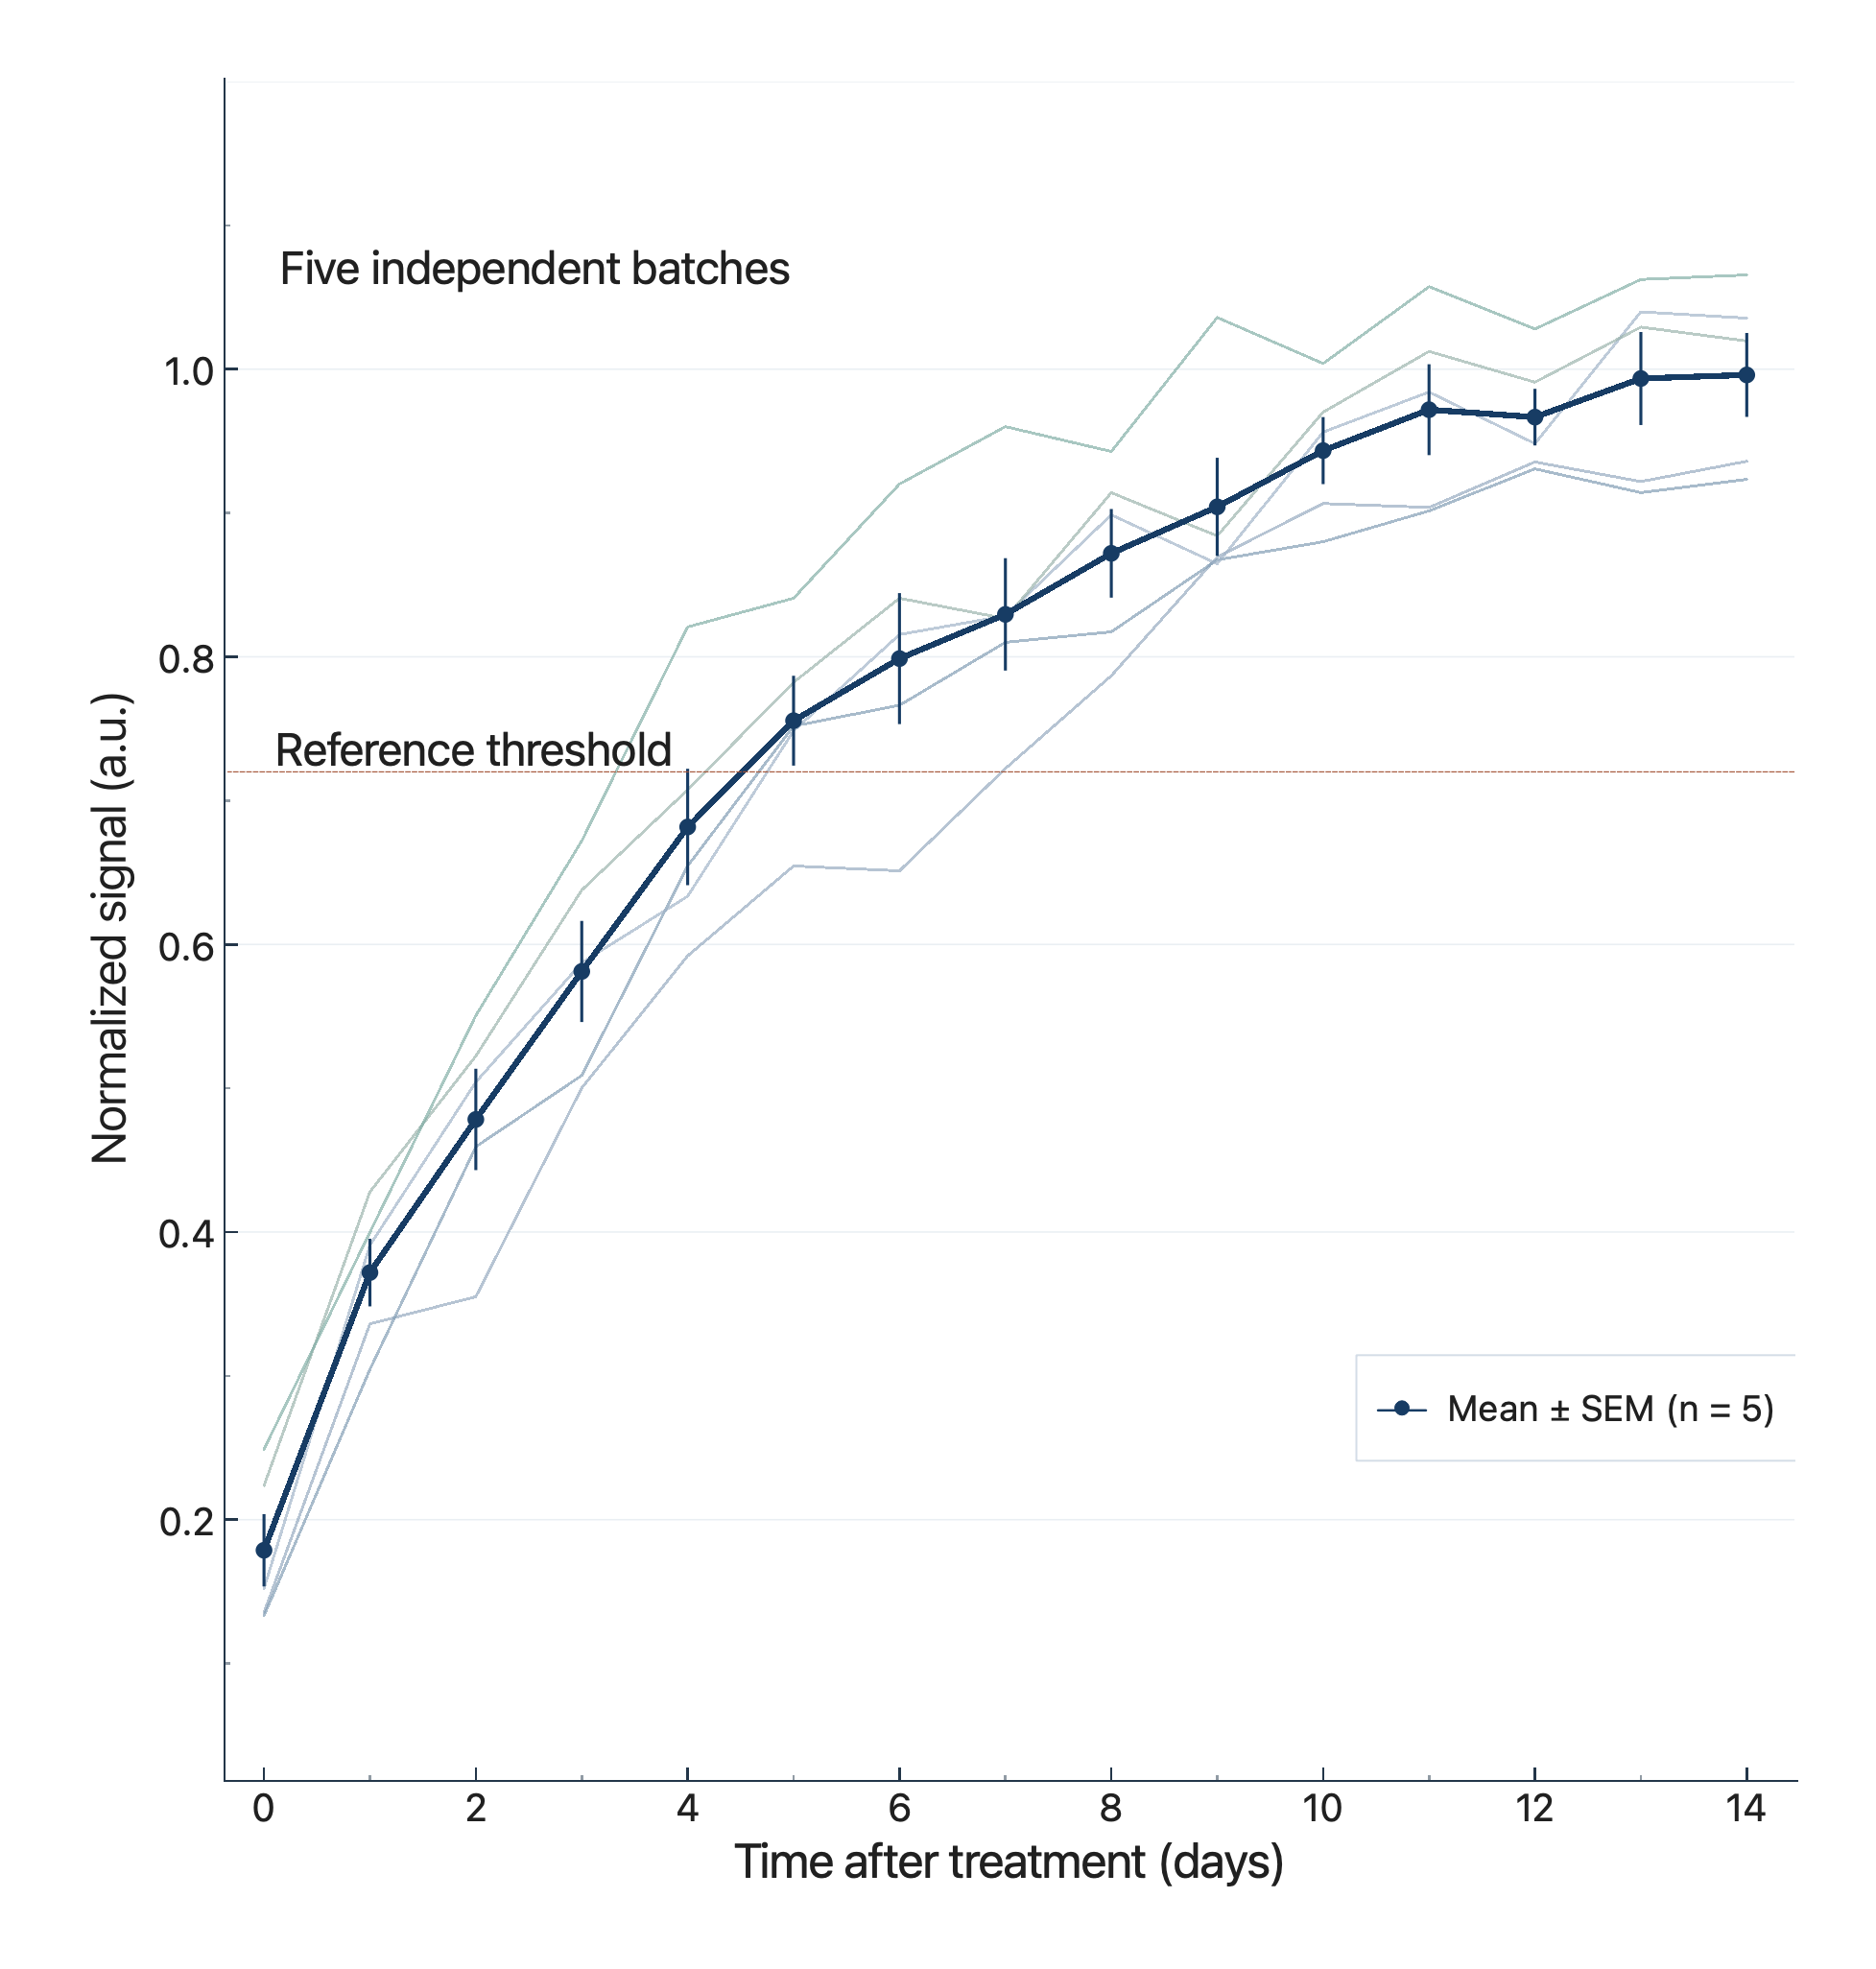 Five independent batches
1.0
0.8
Reference threshold
0.6
0.4
0.2
Normalized signal (a.u.)
Mean ± SEM (n = 5)
0 2 4 6 8 10 12 14
Time after treatment (days)